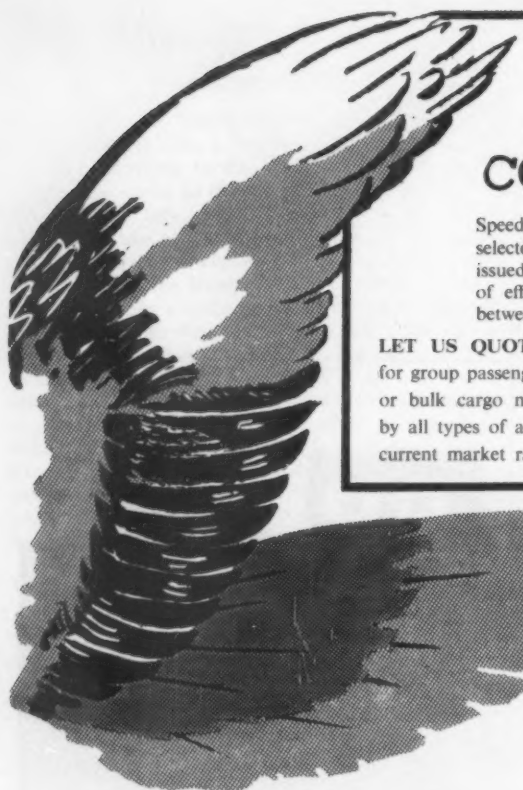 CO
Speed
selecte
issued
of eff
betwe
LET US QUOT
for group passeng
or bulk cargo m
by all types of a
current market ra